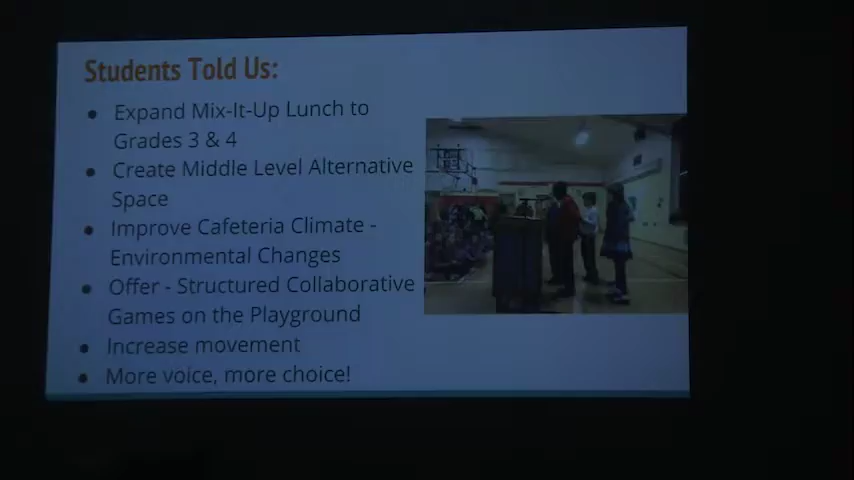 Students Told Us:
● Expand Mix-It-Up Lunch to
Grades 3 & 4
● Create Middle Level Alternative
Space
● Improve Cafeteria Climate -
Environmental Changes
● Offer - Structured Collaborative
Games on the Playground
● Increase movement
● More voice, more choice!